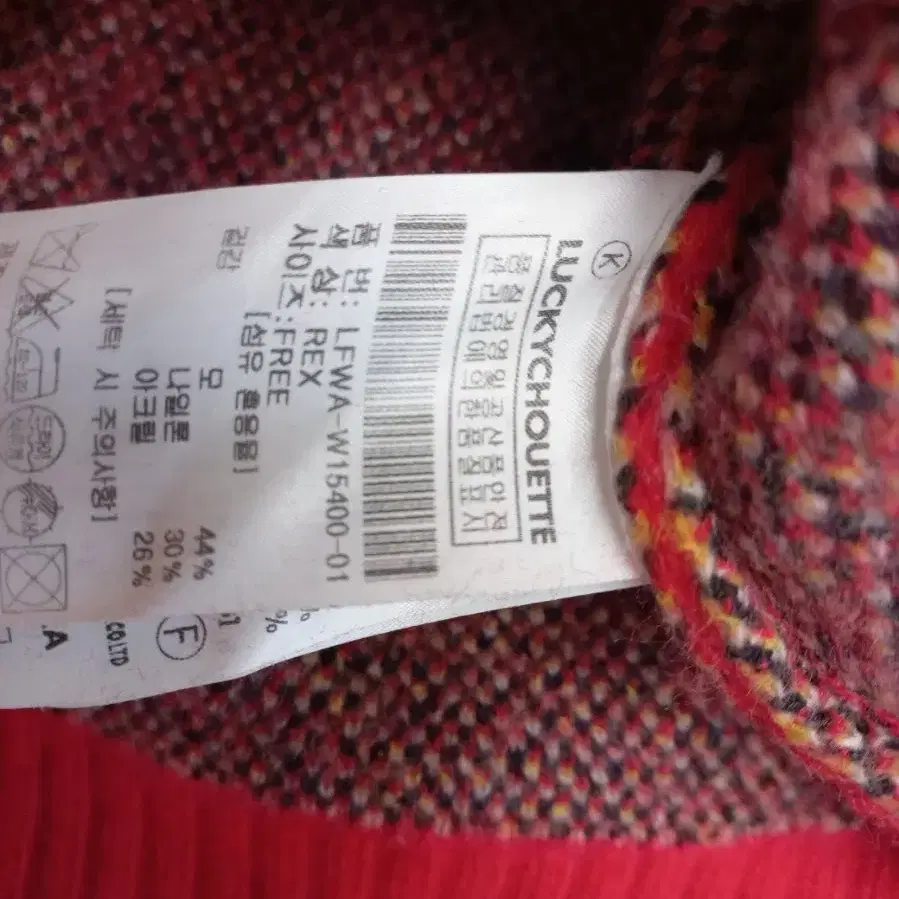 K
LUCKYCHOUETTE
품질경영 및 공산품안전
관리법에 의한 품질표시
품 번: LFWA-W15400-01
색 상: REX
사이즈: FREE
[섬유 혼용율]
겉감
모 44%
나일론 30%
아크릴 26%
[세탁 시 주의사항]
%
F
CO.LTD
.A